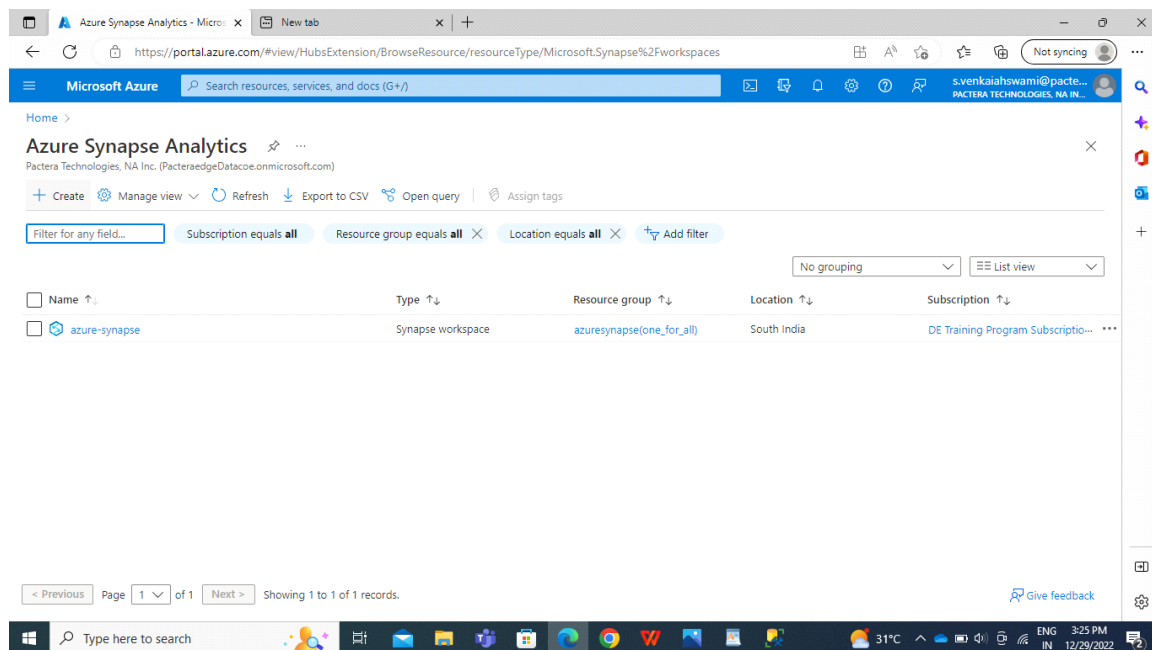 Azure Synapse Analytics - Micros
New tab
https://portal.azure.com/#view/HubsExtension/BrowseResource/resourceType/Microsoft.Synapse%2Fworkspaces
Not syncing
Microsoft Azure
Search resources, services, and docs (G+/)
s.venkaiahswami@pacte...
PACTERA TECHNOLOGIES, NA IN...
Home >
Azure Synapse Analytics
Pactera Technologies, NA Inc. (PacteraedgeDatacoe.onmicrosoft.com)
Create Manage view Refresh Export to CSV Open query Assign tags
Filter for any field... Subscription equals all Resource group equals all Location equals all Add filter
No grouping List view
Name Type Resource group Location Subscription
azure-synapse Synapse workspace azuresynapse(one_for_all) South India DE Training Program Subscriptio...
< Previous Page 1 of 1 Next > Showing 1 to 1 of 1 records. Give feedback
Type here to search 31°C ENG 3:25 PM
IN 12/29/2022 2